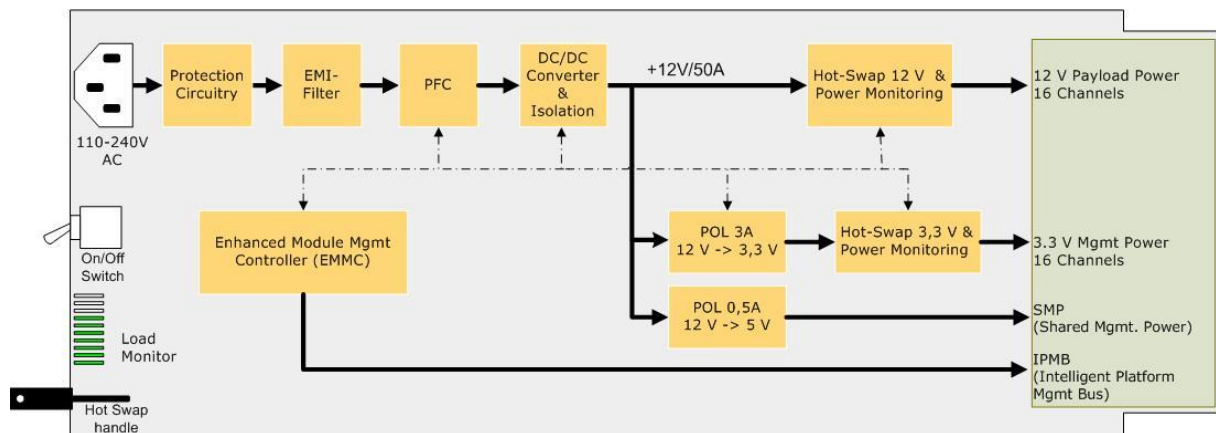 110-240V
AC
Protection
Circuitry
EMI-
Filter
PFC
DC/DC
Converter
&
Isolation
+12V/50A
Hot-Swap 12 V &
Power Monitoring
12 V Payload Power
16 Channels
On/Off
Switch
Enhanced Module Mgmt
Controller (EMMC)
POL 3A
12 V -> 3,3 V
Hot-Swap 3,3 V &
Power Monitoring
3.3 V Mgmt Power
16 Channels
POL 0,5A
12 V -> 5 V
SMP
(Shared Mgmt. Power)
Load
Monitor
IPMB
(Intelligent Platform
Mgmt Bus)
Hot Swap
handle